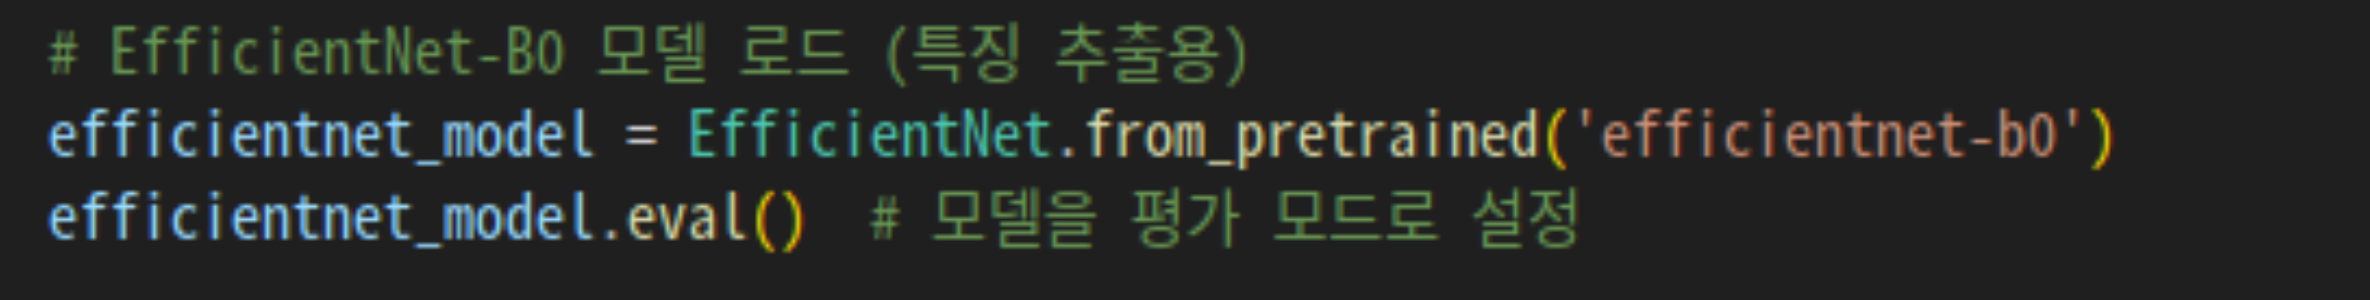 # EfficientNet-B0 모델 로드 (특징 추출용)
efficientnet_model = EfficientNet.from_pretrained('efficientnet-b0')
efficientnet_model.eval()  # 모델을 평가 모드로 설정